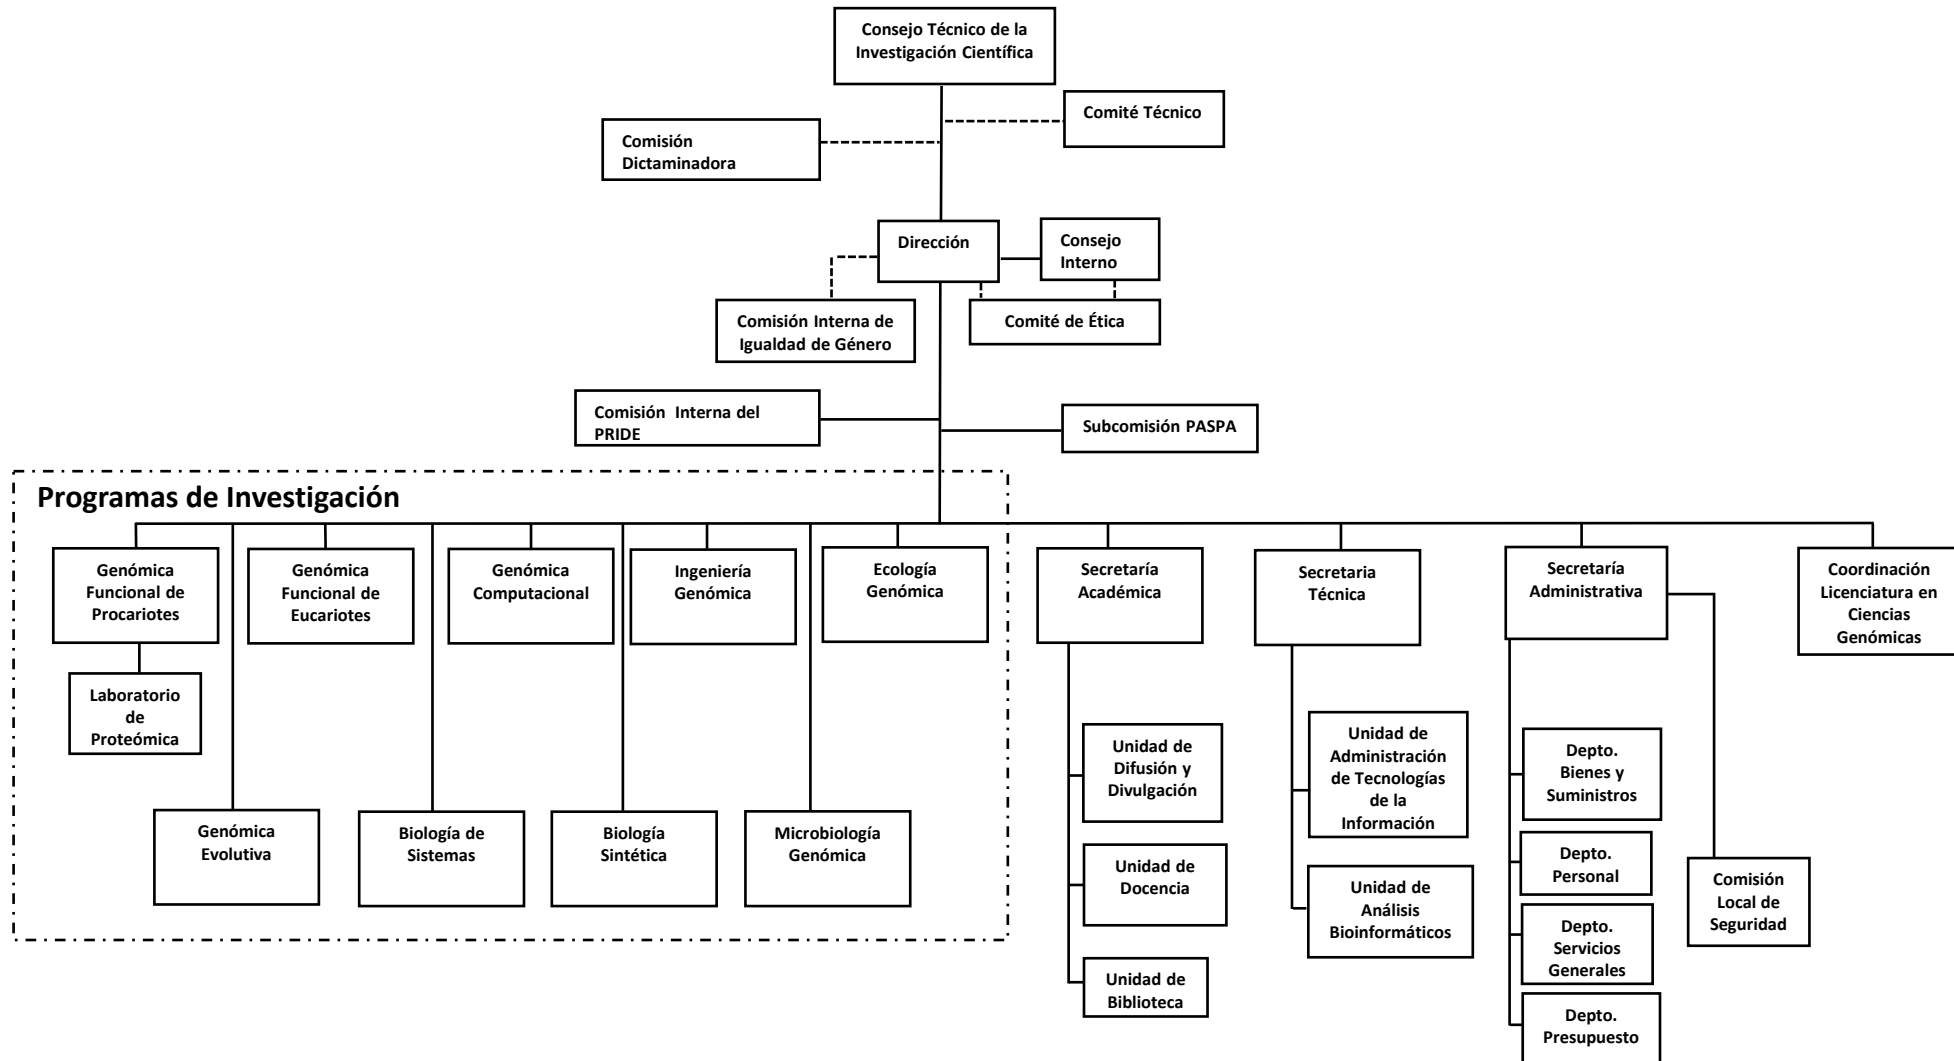 Consejo Técnico de la
Investigación Científica
Comité Técnico
Comisión
Dictaminadora
Dirección
Consejo
Interno
Comisión Interna de
Igualdad de Género
Comité de Ética
Comisión Interna del
PRIDE
Subcomisión PASPA
Programas de Investigación
Genómica
Funcional de
Procariotes
Genómica
Funcional de
Eucariotes
Genómica
Computacional
Ingeniería
Genómica
Ecología
Genómica
Secretaría
Académica
Secretaria
Técnica
Secretaría
Administrativa
Coordinación
Licenciatura en
Ciencias
Genómicas
Laboratorio
de
Proteómica
Genómica
Evolutiva
Biología de
Sistemas
Biología
Sintética
Microbiología
Genómica
Unidad de
Difusión y
Divulgación
Unidad de
Docencia
Unidad de
Biblioteca
Unidad de
Administración
de Tecnologías
de la
Información
Unidad de
Análisis
Bioinformáticos
Depto.
Bienes y
Suministros
Depto.
Personal
Depto.
Servicios
Generales
Depto.
Presupuesto
Comisión
Local de
Seguridad